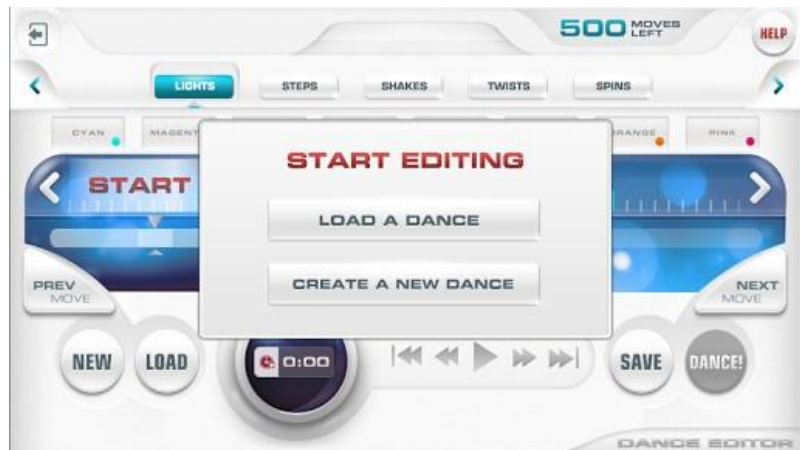 500 MOVES LEFT
HELP
LIGHTS STEPS SHAKES TWISTS SPINS
CYAN MAGENT ORANGE PINK
START
START EDITING
LOAD A DANCE
CREATE A NEW DANCE
PREV MOVE
NEXT MOVE
NEW LOAD 0:00 SAVE DANCE!
DANCE EDITOR